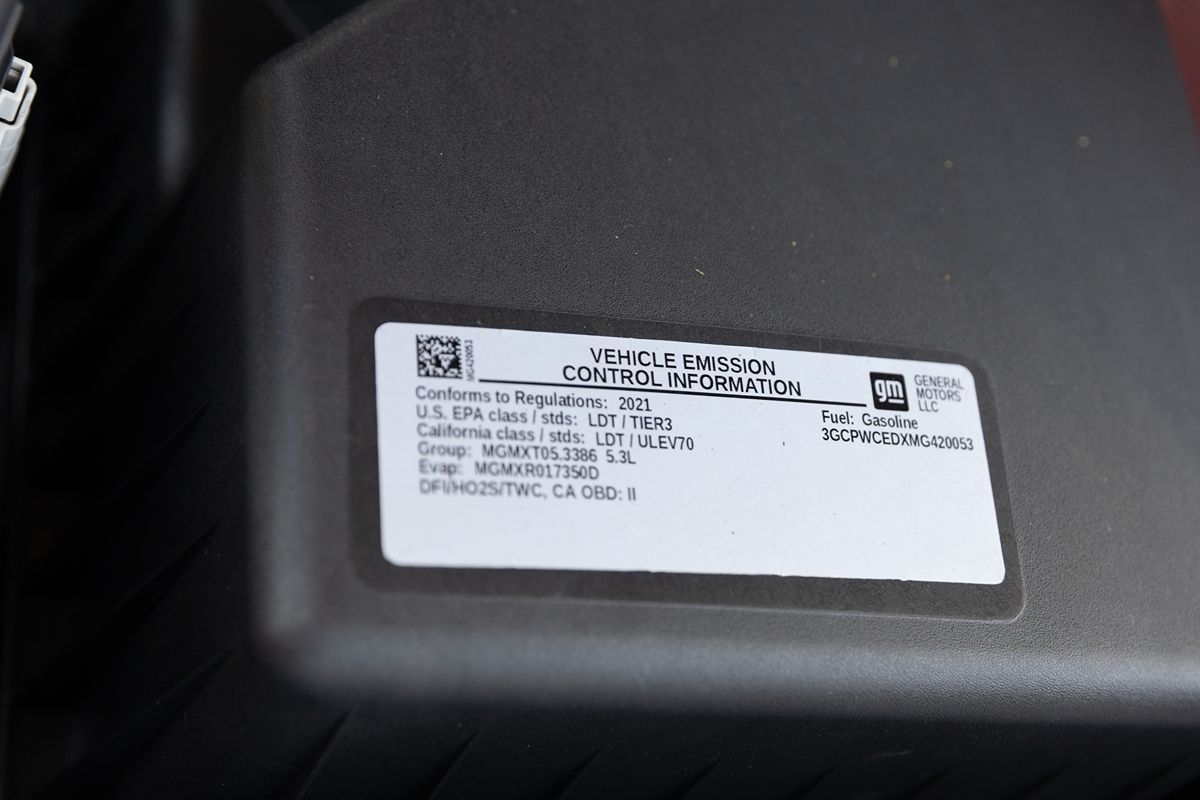 MG420053
VEHICLE EMISSION
CONTROL INFORMATION
gm
GENERAL
MOTORS
LLC
Conforms to Regulations: 2021
U.S. EPA class / stds: LDT / TIER3
California class / stds: LDT / ULEV70
Group: MGMXT05.3386 5.3L
Evap: MGMXR017350D
DFI/HO2S/TWC, CA OBD: II
Fuel: Gasoline
3GCPWCEDXMG420053